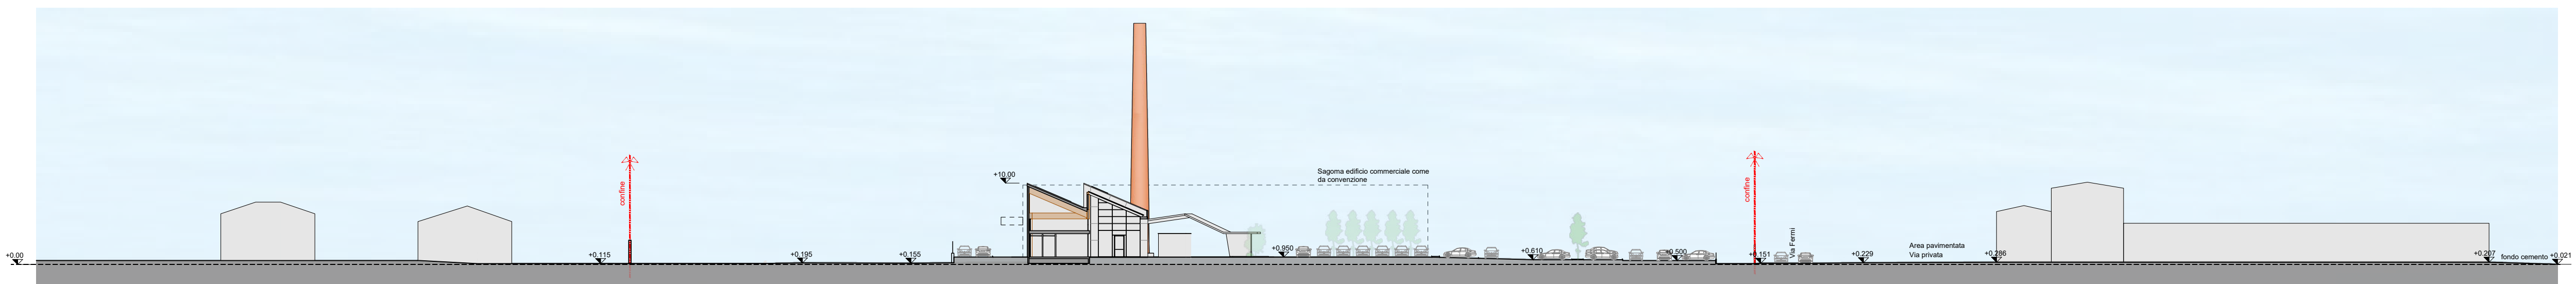 +0.00
confine
+0.115
+0.195
+0.155
+10.00
Sagoma edificio commerciale come
da convenzione
+0.950
+0.610
+0.500
confine
+0.151
Via Fermi
+0.229
Area pavimentata
Via privata
+0.286
+0.207
fondo cemento
+0.021